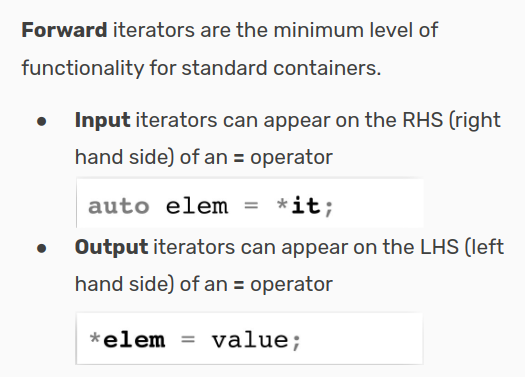 Forward iterators are the minimum level of
functionality for standard containers.
● Input iterators can appear on the RHS (right
hand side) of an = operator
auto elem = *it;
● Output iterators can appear on the LHS (left
hand side) of an = operator
*elem = value;